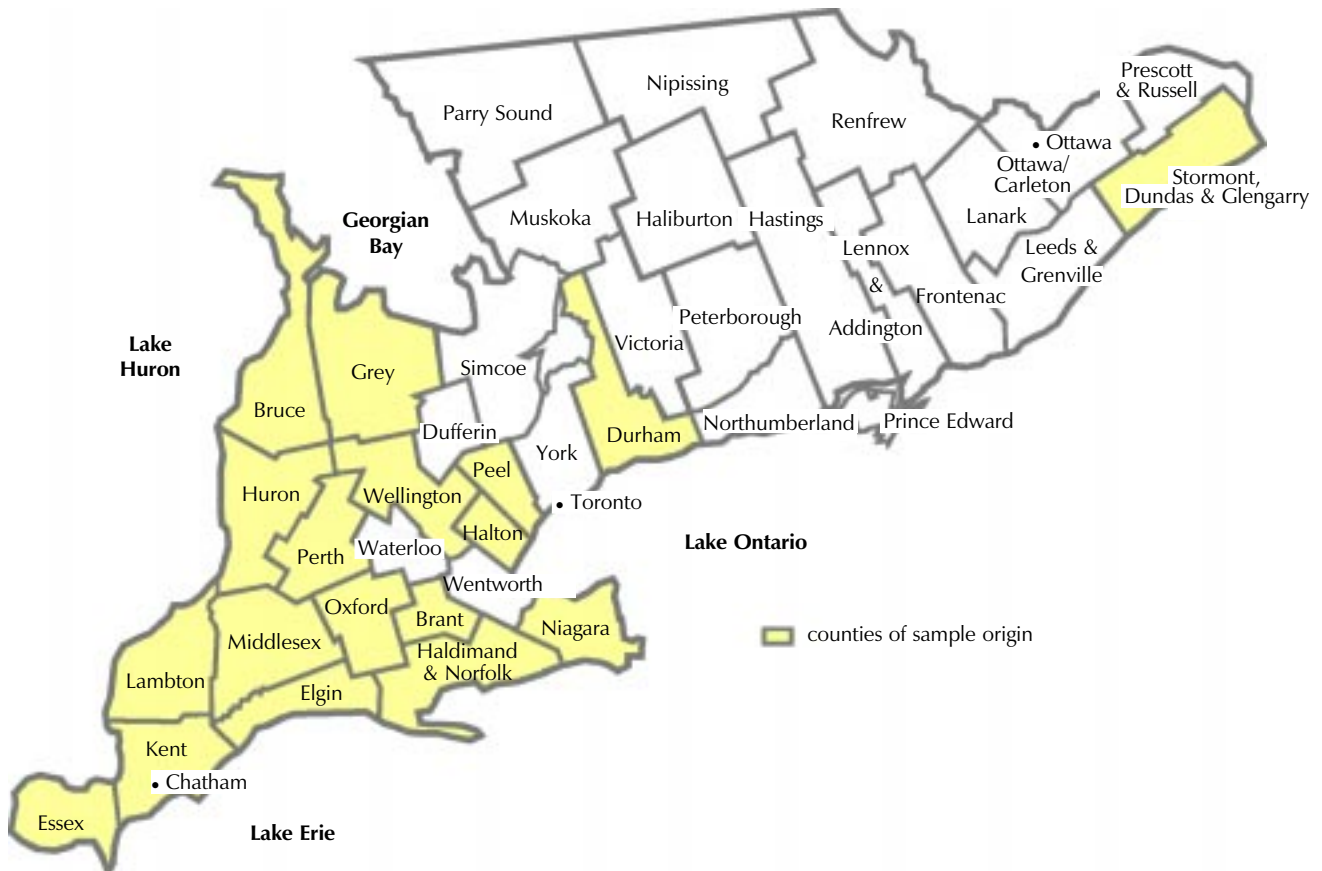 Prescott
& Russell
Nipissing
Parry Sound
Renfrew
• Ottawa
Ottawa/
Carleton
Stormont,
Dundas & Glengarry
Georgian
Bay
Muskoka
Haliburton
Hastings
Lanark
Lennox
&
Addington
Leeds &
Grenville
Frontenac
Peterborough
Victoria
Lake
Huron
Grey
Simcoe
Bruce
Dufferin
Durham
Northumberland
Prince Edward
York
Peel
Huron
Wellington
• Toronto
Halton
Lake Ontario
Perth
Waterloo
Wentworth
Oxford
Brant
Niagara
counties of sample origin
Middlesex
Haldimand
& Norfolk
Lambton
Elgin
Kent
• Chatham
Essex
Lake Erie